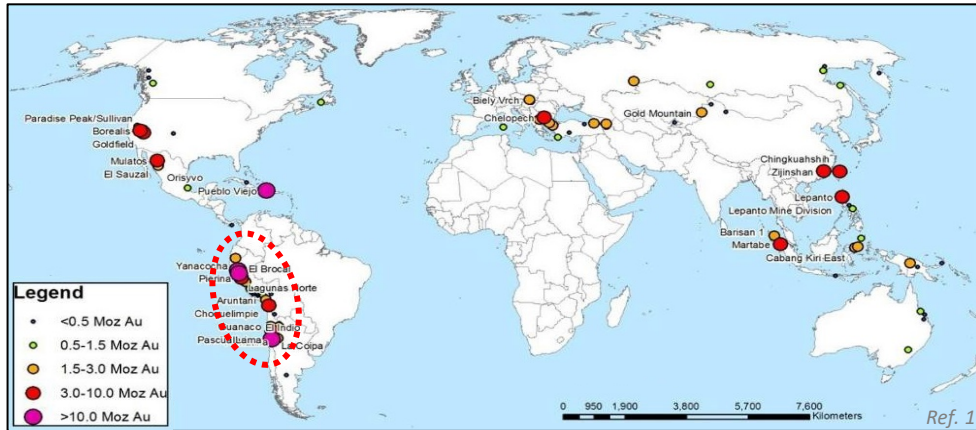 Paradise Peak/Sullivan
Borealis
Goldfield
Mulatos
El Sauzal
Orisyvo
Pueblo Viejo
Biely Vrch
Chelopech
Gold Mountain
Chingkuahshih
Zijinshan
Lepanto
Lepanto Mine Division
Barisan 1
Martabe
Cabang Kiri East
Yanacocha
El Brocal
Pierina
Lagunas Norte
Aruntani
Choquelimpie
Guanaco
El Indio
Pascua Lama
La Coipa
Legend
<0.5 Moz Au
0.5-1.5 Moz Au
1.5-3.0 Moz Au
3.0-10.0 Moz Au
>10.0 Moz Au
0 950 1,900 3,800 5,700 7,600
Kilometers
Ref. 1